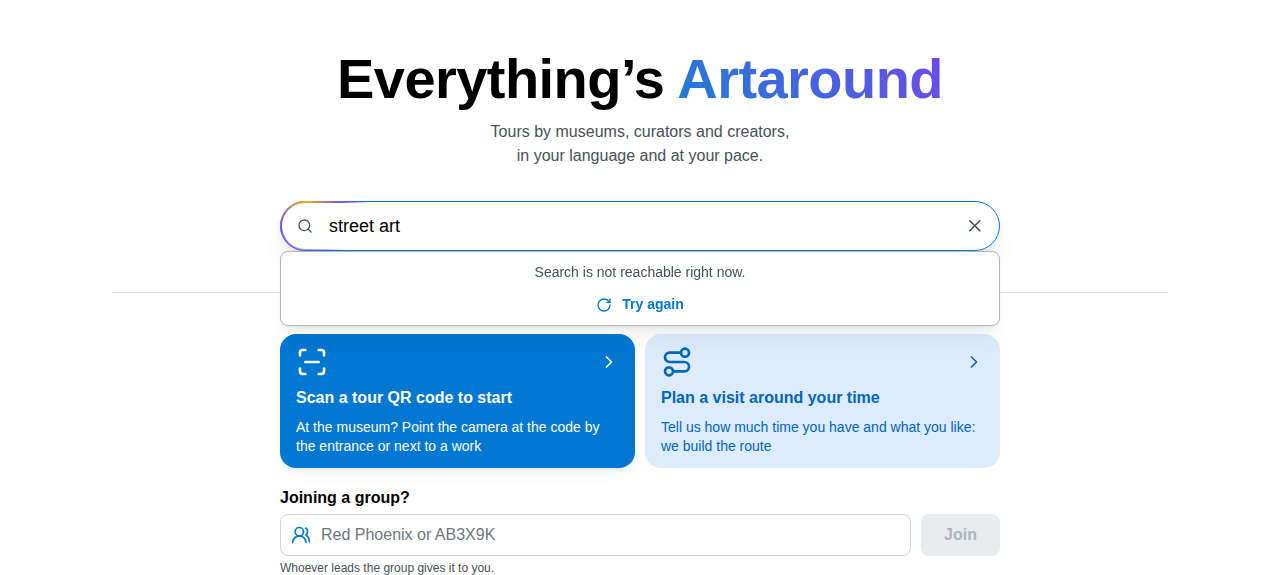 Everything’s Artaround
Tours by museums, curators and creators,
in your language and at your pace.
street art
Search is not reachable right now.
Try again
Scan a tour QR code to start
At the museum? Point the camera at the code by
the entrance or next to a work
Plan a visit around your time
Tell us how much time you have and what you like:
we build the route
Joining a group?
Red Phoenix or AB3X9K
Join
Whoever leads the group gives it to you.